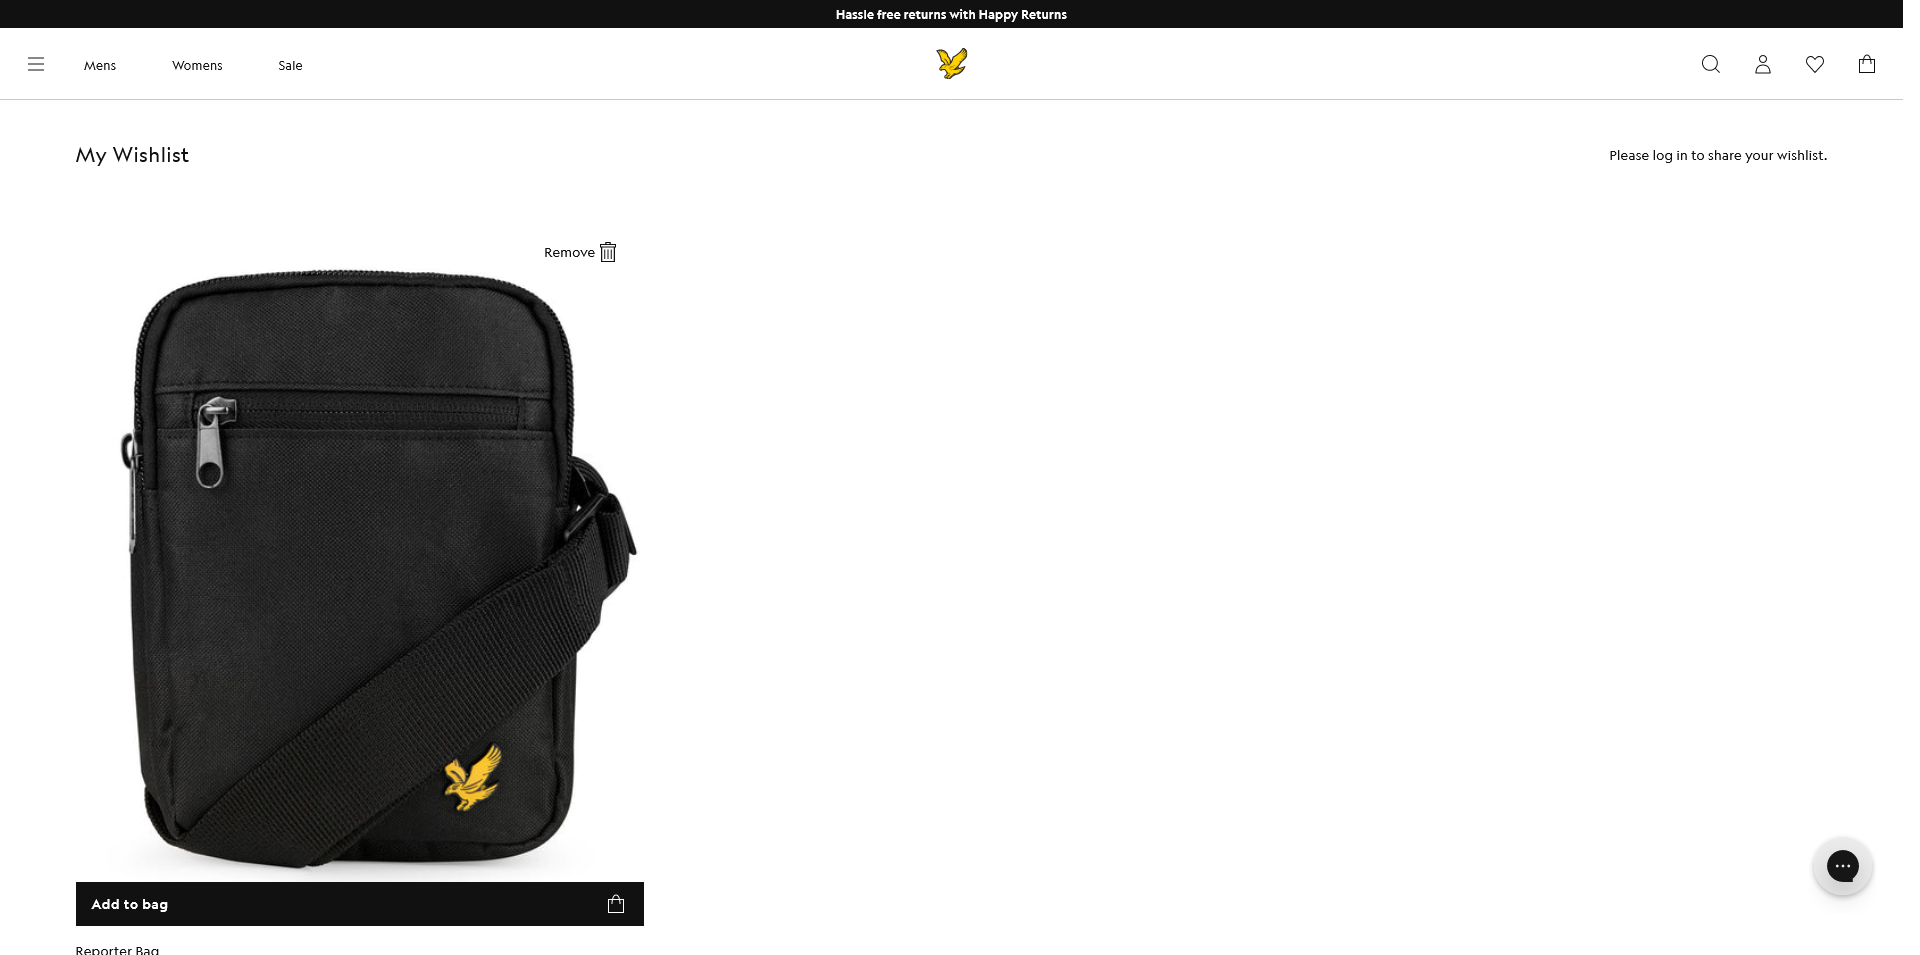 Hassle free returns with Happy Returns
Mens
Womens
Sale
My Wishlist
Please log in to share your wishlist.
Remove
Add to bag
Reporter Bag